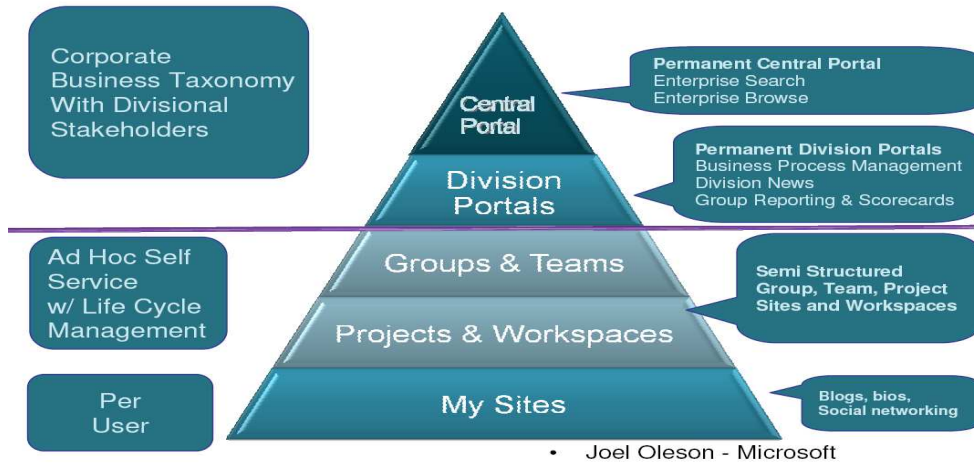 Corporate
Business Taxonomy
With Divisional
Stakeholders
Central
Portal
Permanent Central Portal
Enterprise Search
Enterprise Browse
Division
Portals
Permanent Division Portals
Business Process Management
Division News
Group Reporting & Scorecards
Ad Hoc Self
Service
w/ Life Cycle
Management
Groups & Teams
Projects & Workspaces
Semi Structured
Group, Team, Project
Sites and Workspaces
Per
User
My Sites
Blogs, bios,
Social networking
• Joel Oleson - Microsoft